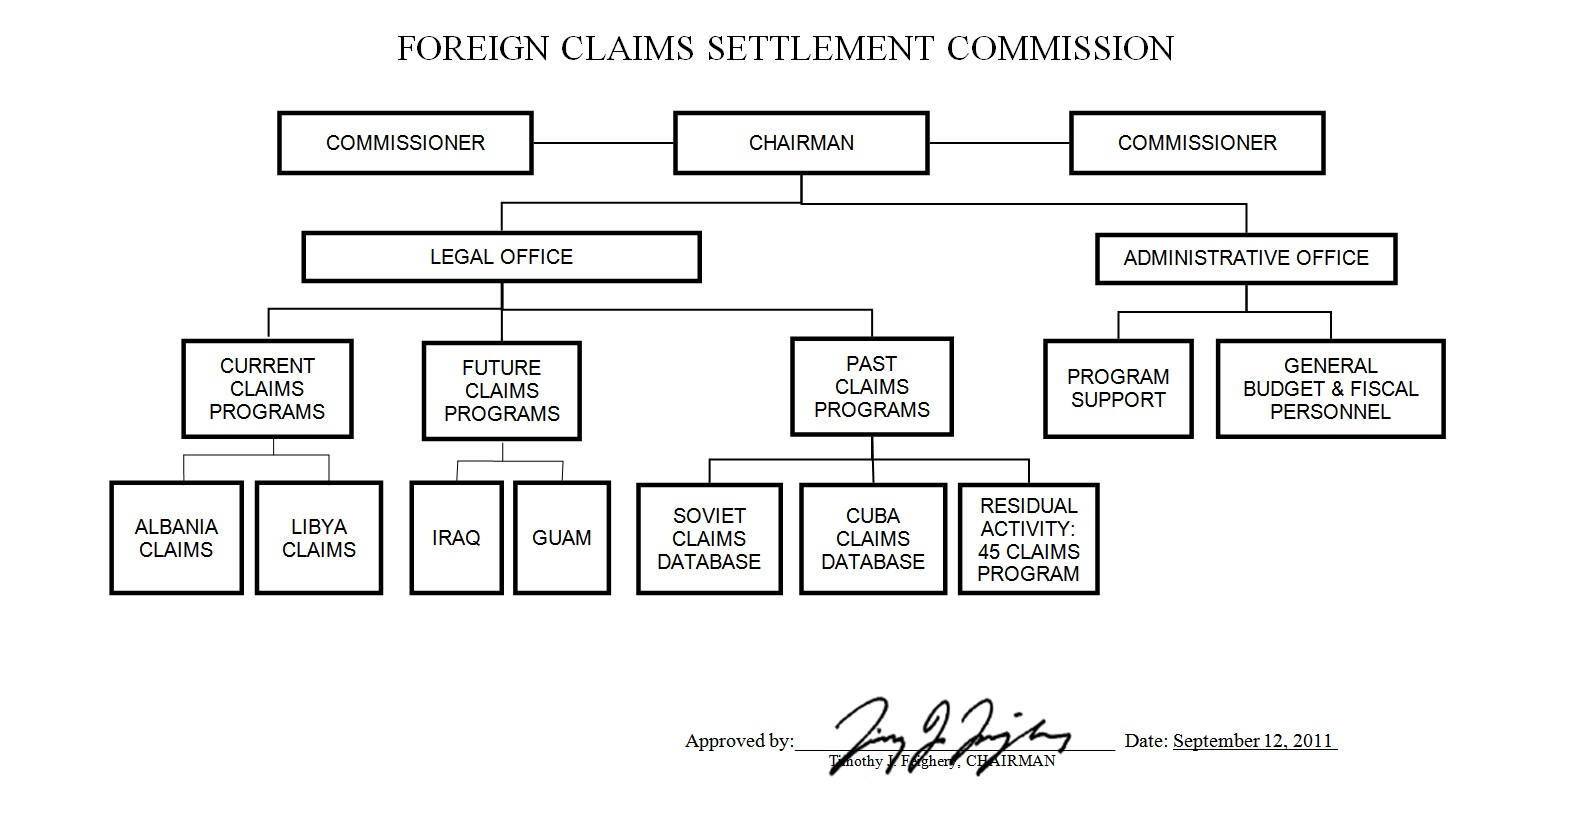 FOREIGN CLAIMS SETTLEMENT COMMISSION
COMMISSIONER
CHAIRMAN
COMMISSIONER
LEGAL OFFICE
ADMINISTRATIVE OFFICE
CURRENT
CLAIMS
PROGRAMS
FUTURE
CLAIMS
PROGRAMS
PAST
CLAIMS
PROGRAMS
PROGRAM
SUPPORT
GENERAL
BUDGET & FISCAL
PERSONNEL
ALBANIA
CLAIMS
LIBYA
CLAIMS
IRAQ
GUAM
SOVIET
CLAIMS
DATABASE
CUBA
CLAIMS
DATABASE
RESIDUAL
ACTIVITY:
45 CLAIMS
PROGRAM
Approved by: Date: September 12, 2011
Timothy J. Feighery, CHAIRMAN